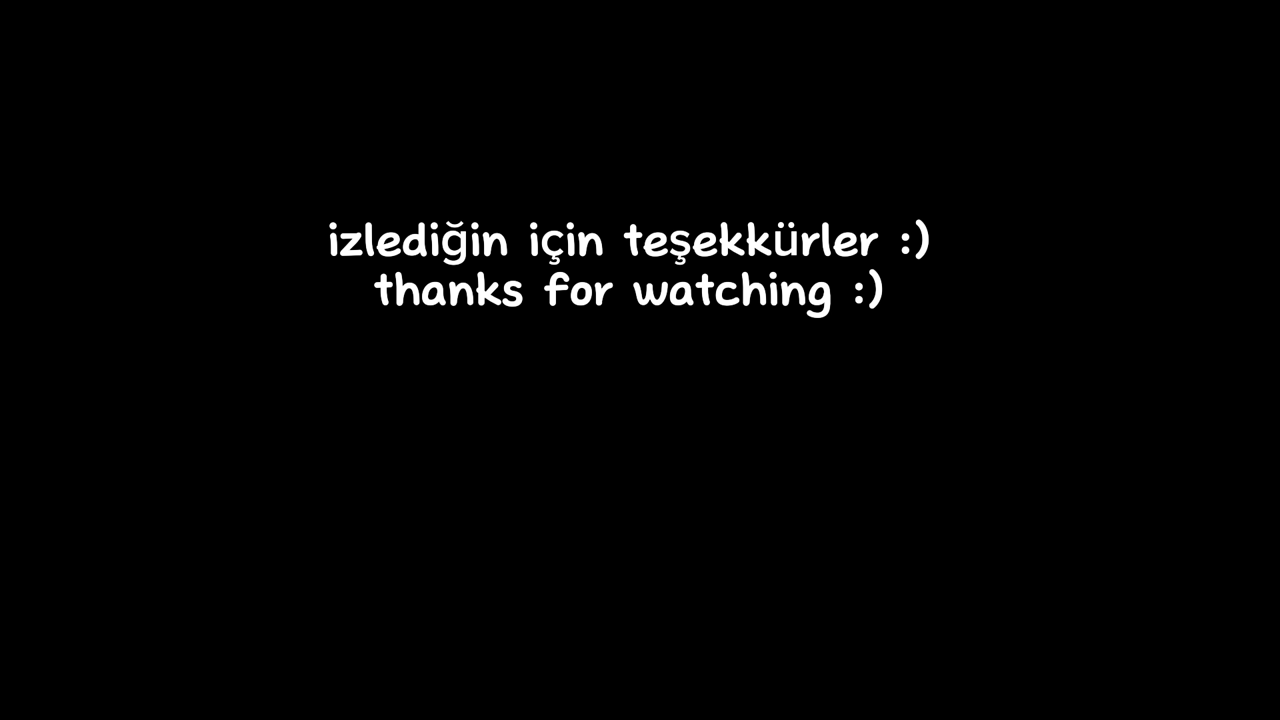 izlediğin için teşekkürler :)
thanks for watching :)